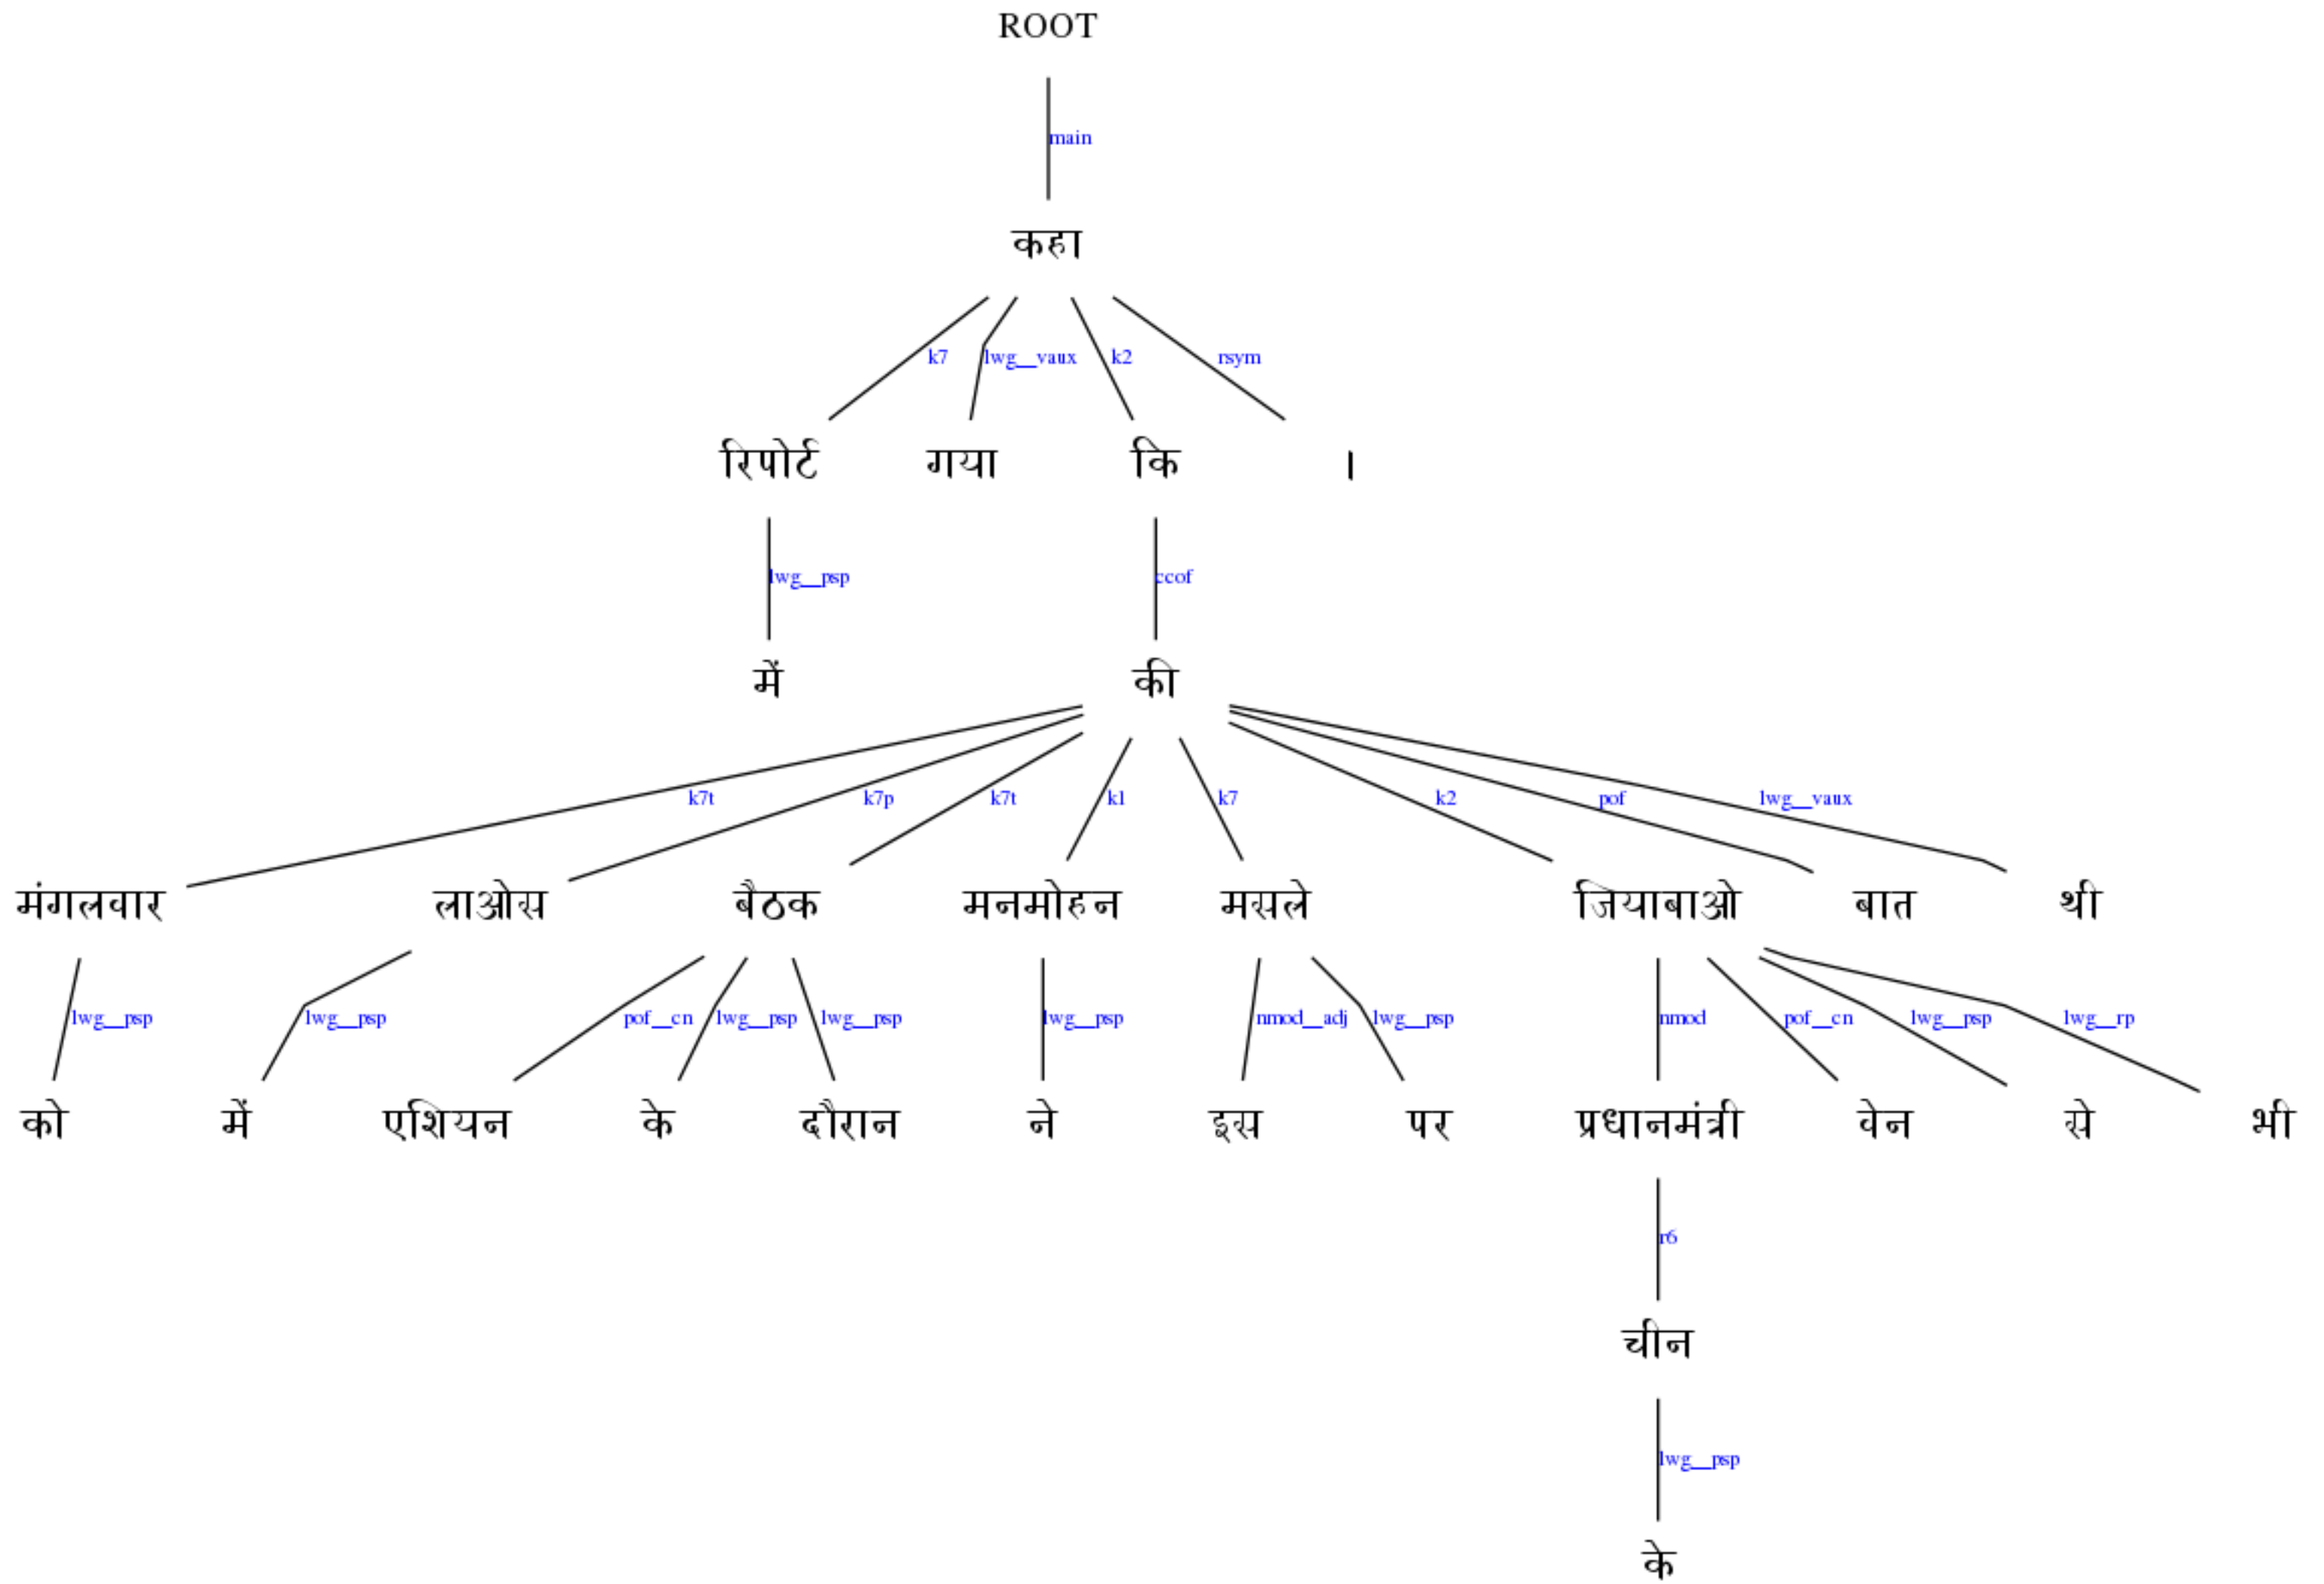 ROOT
main
कहा
k7 lwg__vaux k2 rsym
रिपोर्ट गया कि ।
lwg__psp ccof
में की
k7t k7p k7t k1 k7 k2 pof lwg__vaux
मंगलवार लाओस बैठक मनमोहन मसले जियाबाओ बात थी
lwg__psp lwg__psp pof__cn lwg__psp lwg__psp lwg__psp nmod__adj lwg__psp nmod pof__cn lwg__psp lwg__rp
को में एशियन के दौरान ने इस पर प्रधानमंत्री वेन से भी
r6
चीन
lwg__psp
के